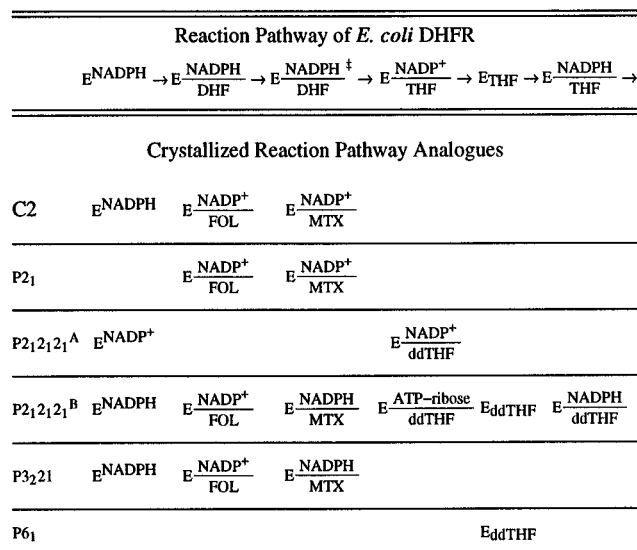 Reaction Pathway of E. coli DHFR
E^NADPH → E NADPH/DHF → E NADPH‡/DHF → E NADP+/THF → E_THF → E NADPH/THF →
Crystallized Reaction Pathway Analogues
C2 E^NADPH E NADP+/FOL E NADP+/MTX
P2₁ E NADP+/FOL E NADP+/MTX
P2₁2₁2₁^A E^NADP+ E NADP+/ddTHF
P2₁2₁2₁^B E^NADPH E NADP+/FOL E NADPH/MTX E ATP-ribose/ddTHF E_ddTHF E NADPH/ddTHF
P3₂21 E^NADPH E NADP+/FOL E NADPH/MTX
P6₁ E_ddTHF